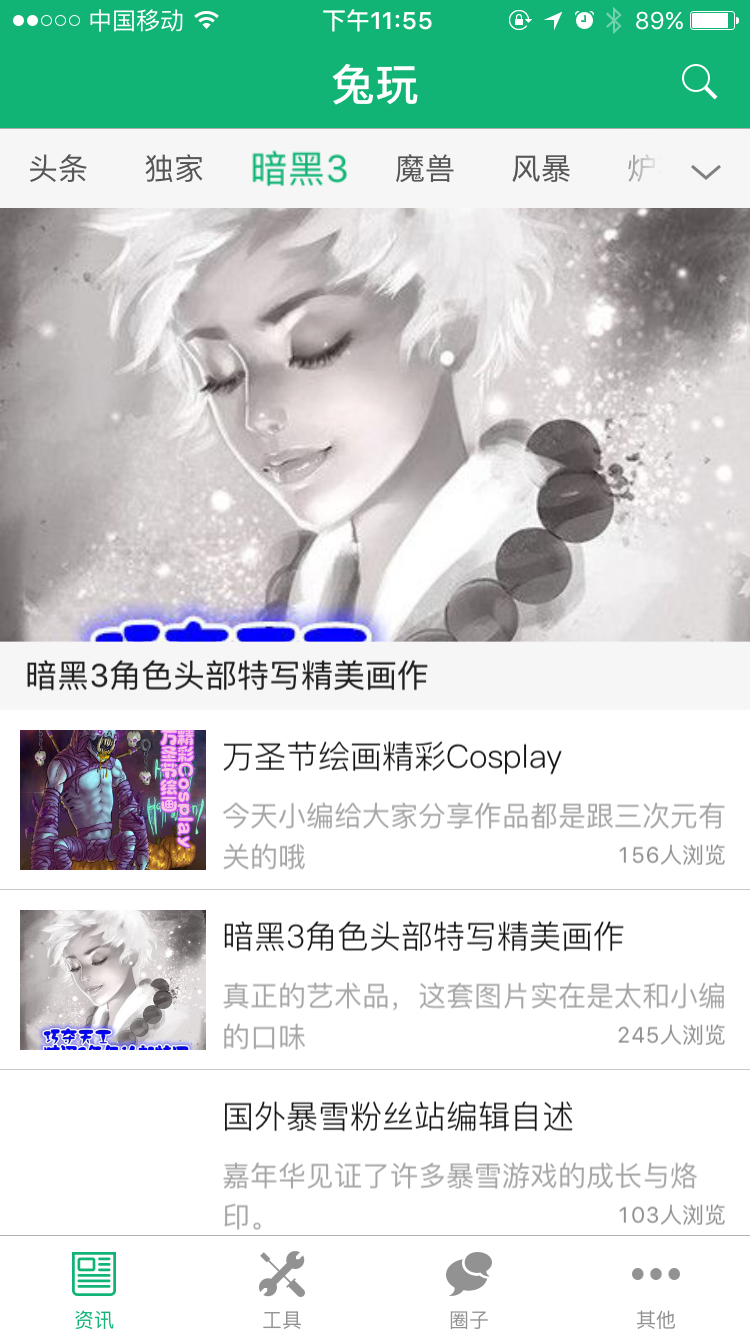 中国移动 下午11:55 89%
兔玩
头条 独家 暗黑3 魔兽 风暴 炉
暗黑3角色头部特写精美画作
精彩Cosplay
万圣节绘画
万圣节绘画精彩Cosplay
今天小编给大家分享作品都是跟三次元有
关的哦
156人浏览
巧夺天工
暗黑3角色头部特写精美画作
真正的艺术品，这套图片实在是太和小编
的口味
245人浏览
国外暴雪粉丝站编辑自述
嘉年华见证了许多暴雪游戏的成长与烙
印。
103人浏览
资讯 工具 圈子 其他